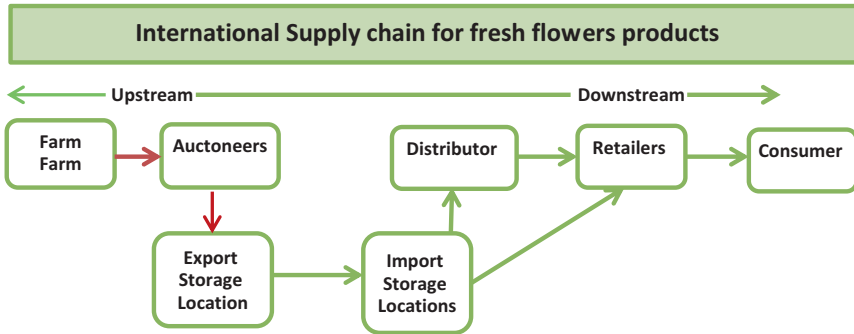 International Supply chain for fresh flowers products
Upstream
Downstream
Farm
Farm
Auctoneers
Distributor
Retailers
Consumer
Export
Storage
Location
Import
Storage
Locations